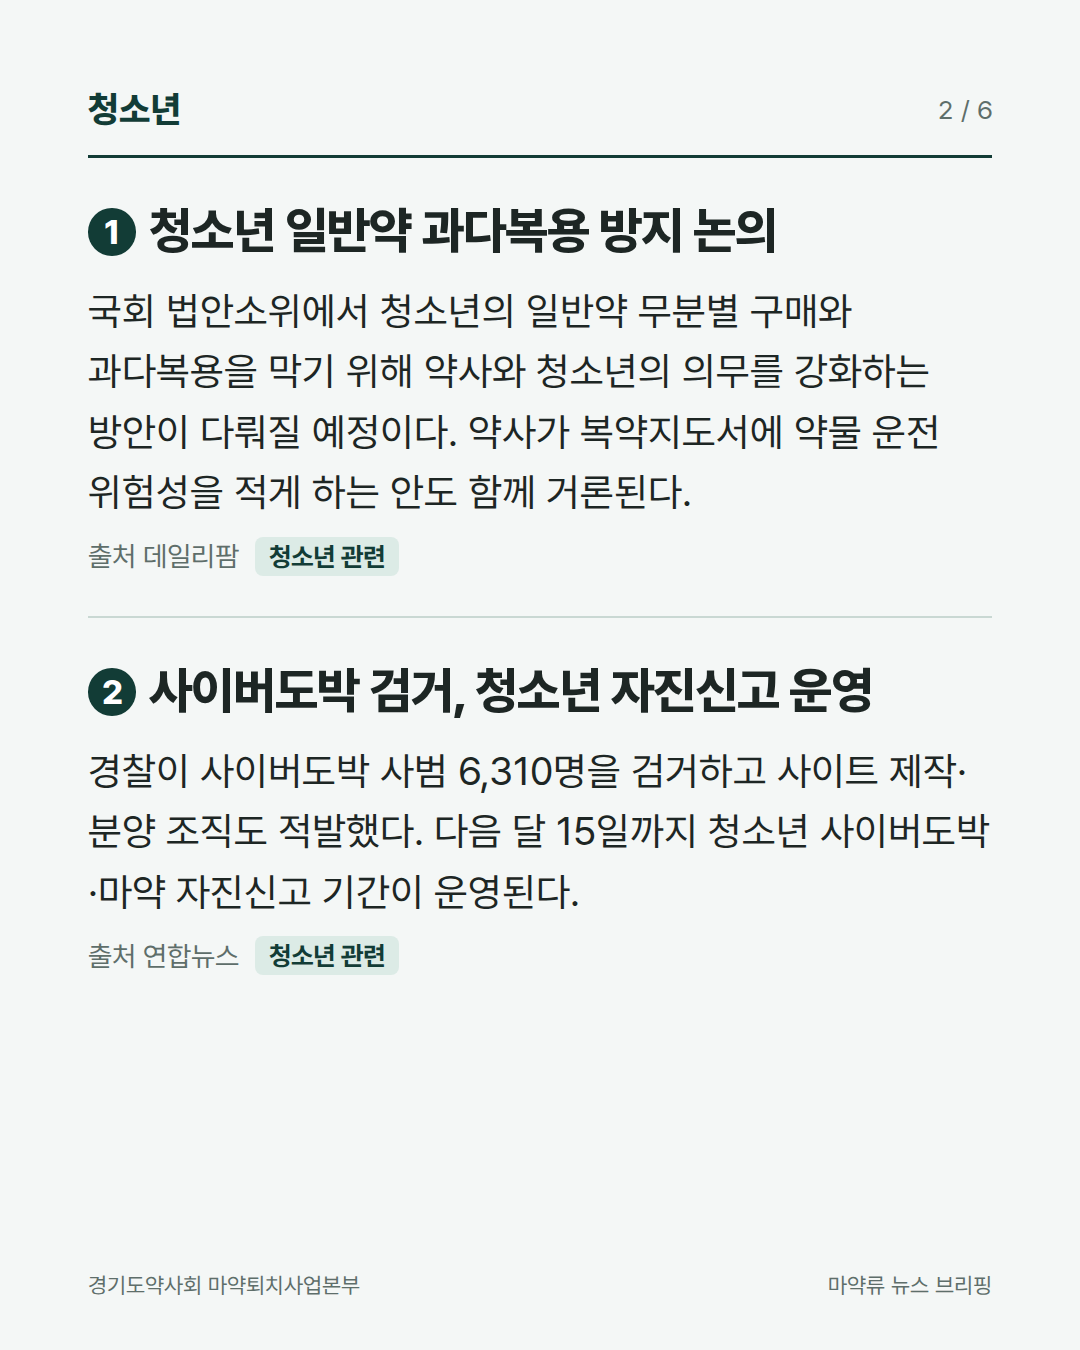 청소년
2 / 6
1 청소년 일반약 과다복용 방지 논의
국회 법안소위에서 청소년의 일반약 무분별 구매와
과다복용을 막기 위해 약사와 청소년의 의무를 강화하는
방안이 다뤄질 예정이다. 약사가 복약지도서에 약물 운전
위험성을 적게 하는 안도 함께 거론된다.
출처 데일리팜 청소년 관련
2 사이버도박 검거, 청소년 자진신고 운영
경찰이 사이버도박 사범 6,310명을 검거하고 사이트 제작·
분양 조직도 적발했다. 다음 달 15일까지 청소년 사이버도박
·마약 자진신고 기간이 운영된다.
출처 연합뉴스 청소년 관련
경기도약사회 마약퇴치사업본부
마약류 뉴스 브리핑